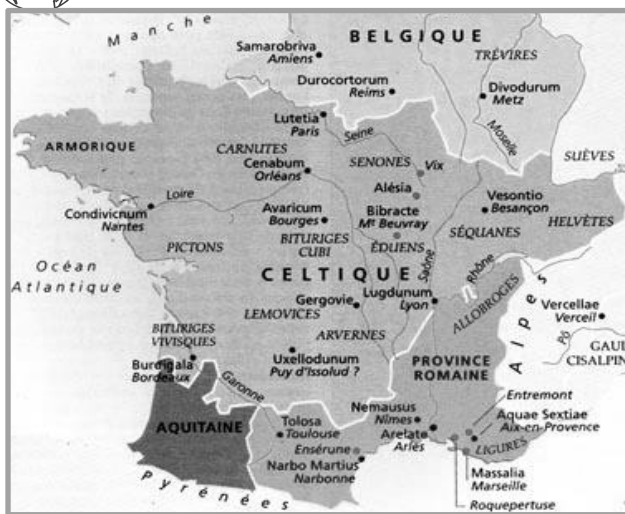 Manche
BELGIQUE
Samarobriva
Amiens
TRÉVIRES
Durocortorum
Reims
Divodurum
Metz
Lutetia
Paris
Seine
Moselle
ARMORIQUE
CARNUTES
SENONES
Vix
SUÈVES
Cenabum
Orléans
Alésia
Loire
Vesontio
Besançon
Condivicnum
Nantes
Avaricum
Bourges
Bibracte
Mt Beuvray
HELVÈTES
PICTONS
BITURIGES
CUBI
ÉDUENS
SÉQUANES
Océan
Atlantique
CELTIQUE
Saône
Rhône
Lugdunum
Lyon
ALLOBROGES
Alpes
Gergovie
LEMOVICES
Vercellae
Verceil
BITURIGES
VIVISQUES
ARVERNES
Pô
GAUL
CISALPIN
Burdigala
Bordeaux
Uxellodunum
Puy d'Issolud ?
PROVINCE
ROMAINE
Garonne
Entremont
AQUITAINE
Tolosa
Toulouse
Nemausus
Nîmes
Aquae Sextiae
Aix-en-Provence
Ensérune
Arelate
Arles
LIGURES
Narbo Martius
Narbonne
Massalia
Marseille
Pyrénées
Roquepertuse